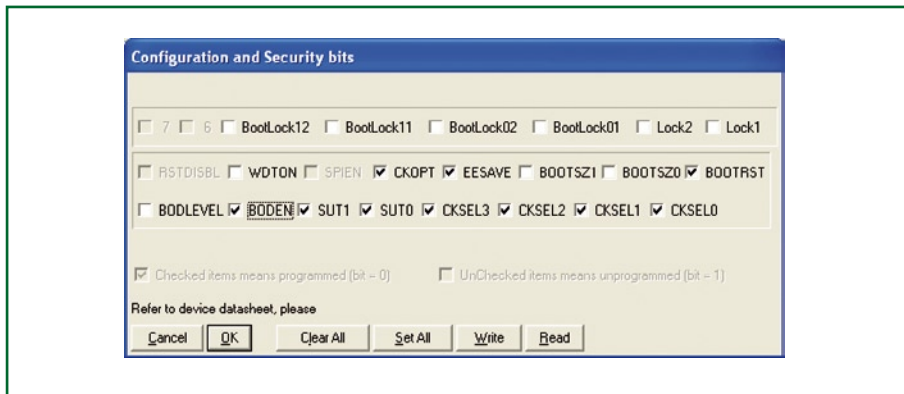 Configuration and Security bits
7 6 BootLock12 BootLock11 BootLock02 BootLock01 Lock2 Lock1
RSTDISBL WDTON SPIEN CKOPT EESAVE BOOTSZ1 BOOTSZ0 BOOTRST
BODLEVEL BODEN SUT1 SUT0 CKSEL3 CKSEL2 CKSEL1 CKSEL0
Checked items means programmed (bit = 0) UnChecked items means unprogrammed (bit = 1)
Refer to device datasheet, please
Cancel OK Clear All Set All Write Read